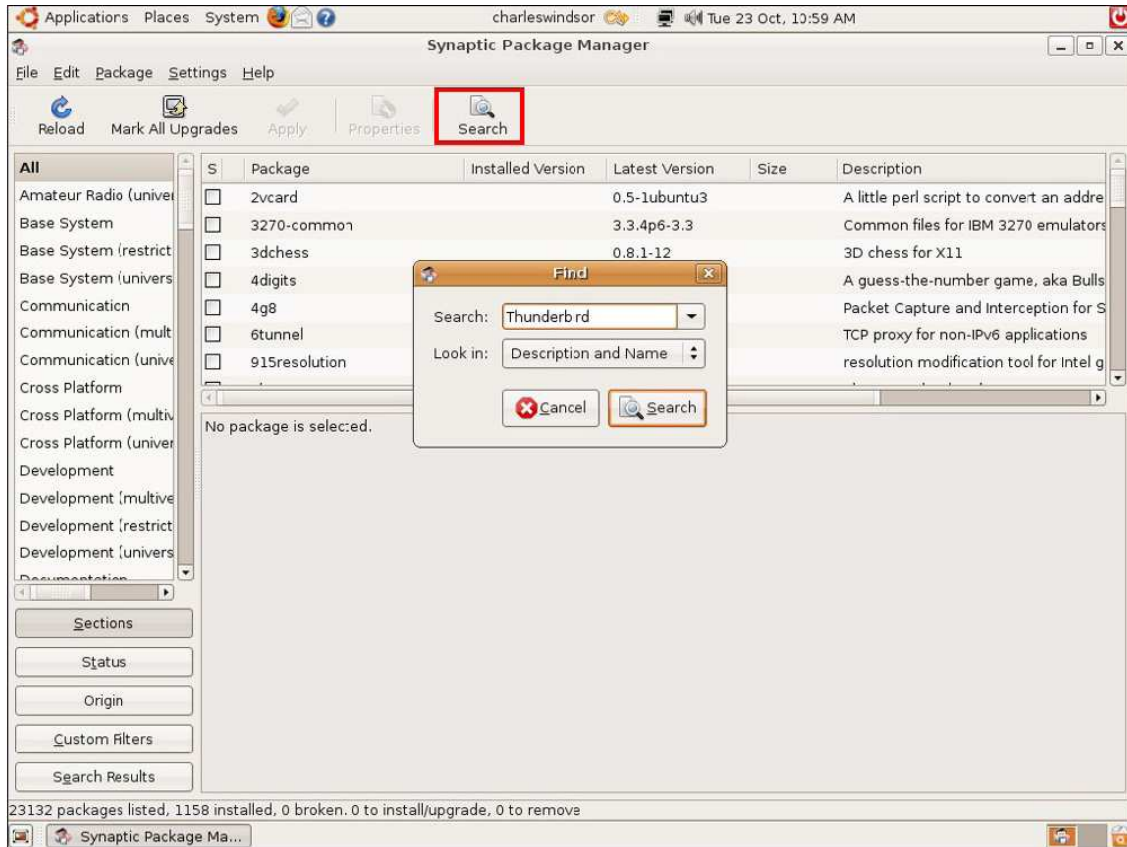 Applications Places System charleswindsor Tue 23 Oct, 10:59 AM
Synaptic Package Manager
File Edit Package Settings Help
Reload Mark All Upgrades Apply Properties Search
All
Amateur Radio (univer
Base System
Base System (restrict
Base System (univers
Communication
Communication (mult
Communication (unive
Cross Platform
Cross Platform (multiv
Cross Platform (univer
Development
Development (multive
Development (restrict
Development (univers
Documentation
S Package Installed Version Latest Version Size Description
2vcard 0.5-1ubuntu3 A little perl script to convert an addre
3270-common 3.3.4p6-3.3 Common files for IBM 3270 emulators
3dchess 0.8.1-12 3D chess for X11
4digits A guess-the-number game, aka Bulls
4g8 Packet Capture and Interception for S
6tunnel TCP proxy for non-IPv6 applications
915resolution resolution modification tool for Intel g
Find
Search: Thunderbird
Look in: Description and Name
Cancel Search
No package is selected.
Sections
Status
Origin
Custom Filters
Search Results
23132 packages listed, 1158 installed, 0 broken. 0 to install/upgrade, 0 to remove
Synaptic Package Ma...